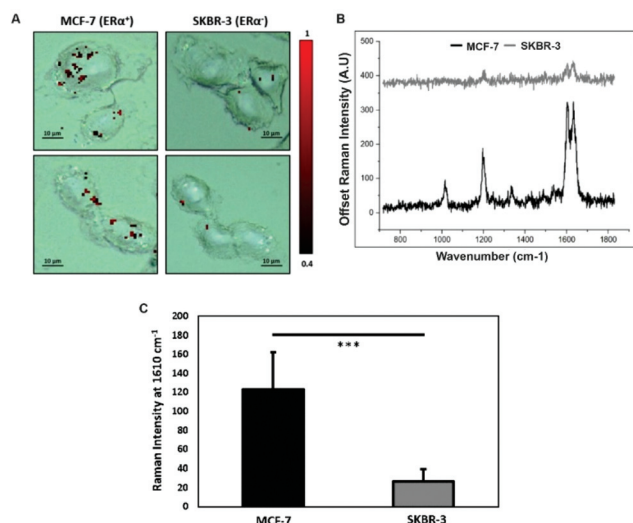 A
MCF-7 (ERα⁺)
SKBR-3 (ERα⁻)
10 μm
10 μm
10 μm
10 μm
1
0.4
B
MCF-7
SKBR-3
Offset Raman Intensity (A.U)
500
400
300
200
100
0
800
1000
1200
1400
1600
1800
Wavenumber (cm-1)
C
Raman Intensity at 1610 cm⁻¹
200
180
160
140
120
100
80
60
40
20
0
***
MCF-7
SKBR-3